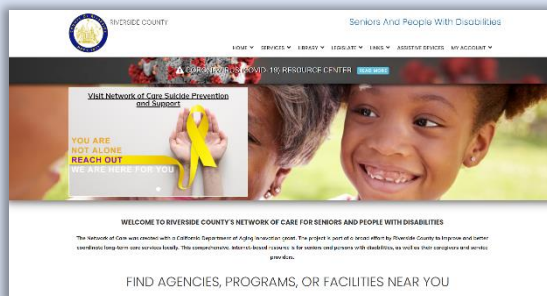 RIVERSIDE COUNTY
Seniors And People With Disabilities
HOME SERVICES LIBRARY LEGISLATE LINKS ASSISTIVE DEVICES MY ACCOUNT
CORONAVIRUS (COVID-19) RESOURCE CENTER READ MORE
Visit Network of Care Suicide Prevention
and Support
YOU ARE
NOT ALONE
REACH OUT
WE ARE HERE FOR YOU
WELCOME TO RIVERSIDE COUNTY'S NETWORK OF CARE FOR SENIORS AND PEOPLE WITH DISABILITIES
The Network of Care was created with a California Department of Aging Innovation grant. The project is part of a broad effort by Riverside County to improve and better
coordinate long-term care services locally. This comprehensive, Internet-based resource is for seniors and persons with disabilities, as well as their caregivers and service
providers.
FIND AGENCIES, PROGRAMS, OR FACILITIES NEAR YOU